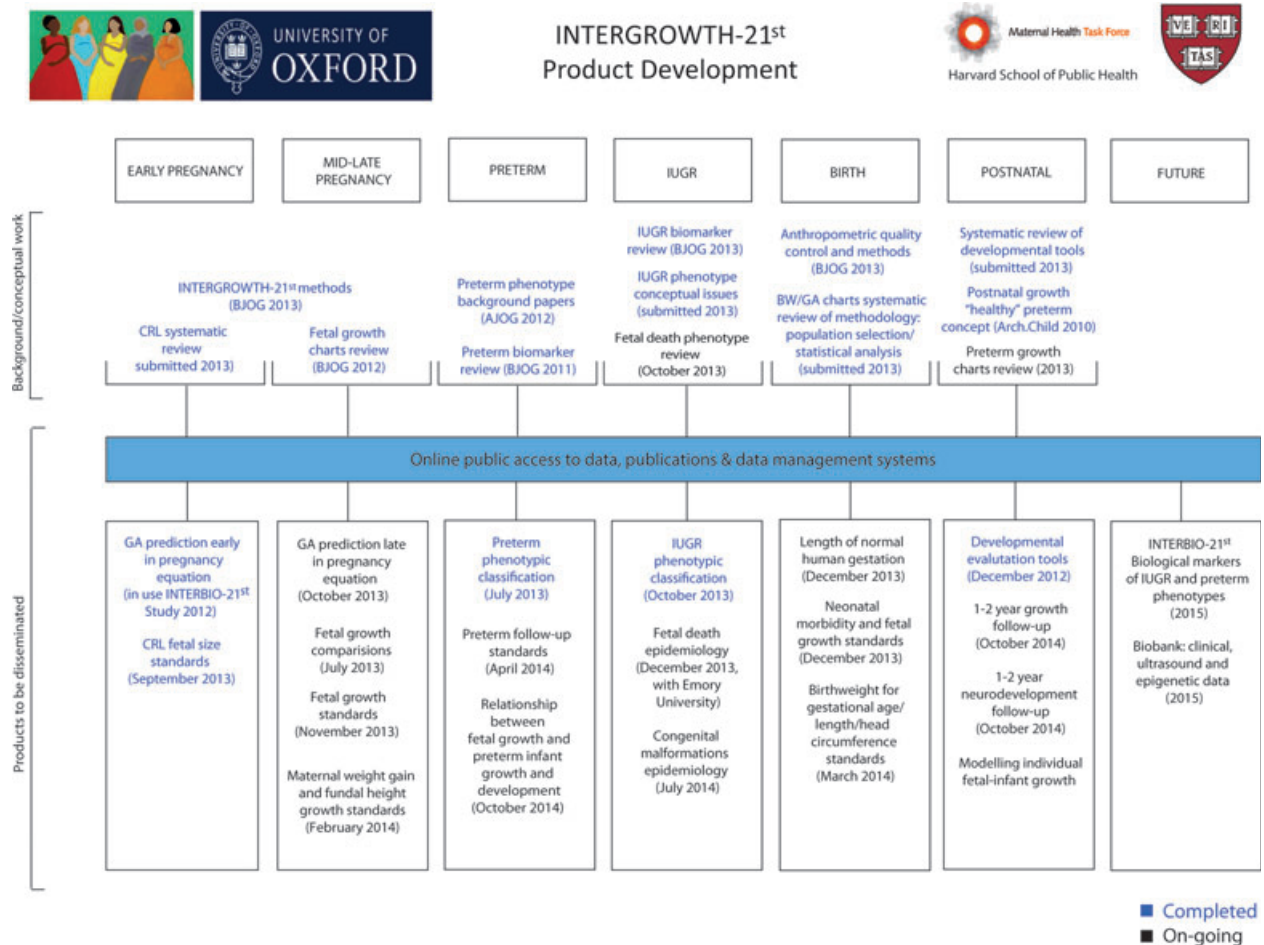 UNIVERSITY OF
OXFORD
INTERGROWTH-21st
Product Development
Maternal Health Task Force
Harvard School of Public Health
VE RI
TAS
EARLY PREGNANCY
MID-LATE
PREGNANCY
PRETERM
IUGR
BIRTH
POSTNATAL
FUTURE
Background/conceptual work
INTERGROWTH-21st methods
(BJOG 2013)
CRL systematic
review
submitted 2013)
Fetal growth
charts review
(BJOG 2012)
Preterm phenotype
background papers
(AJOG 2012)
Preterm biomarker
review (BJOG 2011)
IUGR biomarker
review (BJOG 2013)
IUGR phenotype
conceptual issues
(submitted 2013)
Fetal death phenotype
review
(October 2013)
Anthropometric quality
control and methods
(BJOG 2013)
BW/GA charts systematic
review of methodology:
population selection/
statistical analysis
(submitted 2013)
Systematic review of
developmental tools
(submitted 2013)
Postnatal growth
"healthy" preterm
concept (Arch.Child 2010)
Preterm growth
charts review (2013)
Online public access to data, publications & data management systems
Products to be disseminated
GA prediction early
in pregnancy
equation
(in use INTERBIO-21st
Study 2012)
CRL fetal size
standards
(September 2013)
GA prediction late
in pregnancy
equation
(October 2013)
Fetal growth
comparisions
(July 2013)
Fetal growth
standards
(November 2013)
Maternal weight gain
and fundal height
growth standards
(February 2014)
Preterm
phenotypic
classification
(July 2013)
Preterm follow-up
standards
(April 2014)
Relationship
between
fetal growth and
preterm infant
growth and
development
(October 2014)
IUGR
phenotypic
classification
(October 2013)
Fetal death
epidemiology
(December 2013,
with Emory
University)
Congenital
malformations
epidemiology
(July 2014)
Length of normal
human gestation
(December 2013)
Neonatal
morbidity and fetal
growth standards
(December 2013)
Birthweight for
gestational age/
length/head
circumference
standards
(March 2014)
Developmental
evalutation tools
(December 2012)
1-2 year growth
follow-up
(October 2014)
1-2 year
neurodevelopment
follow-up
(October 2014)
Modelling individual
fetal-infant growth
INTERBIO-21st
Biological markers
of IUGR and preterm
phenotypes
(2015)
Biobank: clinical,
ultrasound and
epigenetic data
(2015)
Completed
On-going